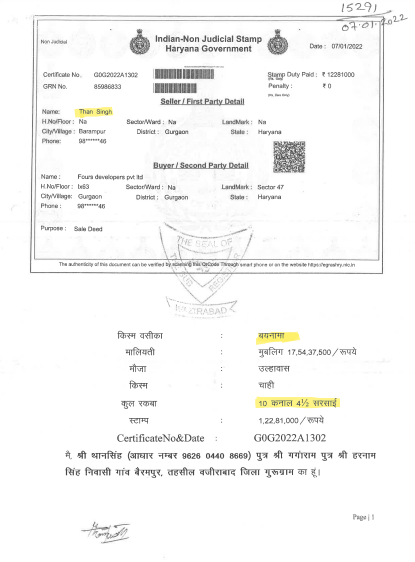 15291
07.01.2022
Indian-Non Judicial Stamp
Haryana Government
Non Judicial
Date : 07/01/2022
Certificate No. G0G2022A1302
Stamp Duty Paid : ₹ 12281000
GRN No. 85986833
Penalty : ₹ 0
Seller / First Party Detail
Name: Than Singh
H.No/Floor : Na Sector/Ward : Na LandMark : Na
City/Village : Barampur District : Gurgaon State : Haryana
Phone: 98******46
Buyer / Second Party Detail
Name : Fours developers pvt ltd
H.No/Floor : Ix63 Sector/Ward : Na LandMark : Sector 47
City/Village: Gurgaon District : Gurgaon State : Haryana
Phone : 98******46
Purpose : Sale Deed
THE SEAL OF
The authenticity of this document can be verified by scanning this QrCode Through smart phone or on the website https://egrashry.nic.in
किस्म वसीका : बयनामा
मालियती : मुबलिग 17,54,37,500/रूपये
मौजा : उल्हावास
किस्म : चाही
कुल रकबा : 10 कनाल 4½ सरसाई
स्टाम्प : 1,22,81,000/रूपये
CertificateNo&Date : G0G2022A1302
मै, श्री थानसिंह (आधार नम्बर 9626 0440 8669) पुत्र श्री गगांराम पुत्र श्री हरनाम
सिंह निवासी गांव बैरमपुर, तहसील वजीराबाद जिला गुरूग्राम का हूं।
Page | 1